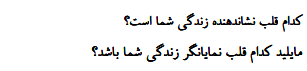 کدام قلب نشاندهنده زندگی شما است؟
مایلید کدام قلب نمایانگر زندگی شما باشد؟